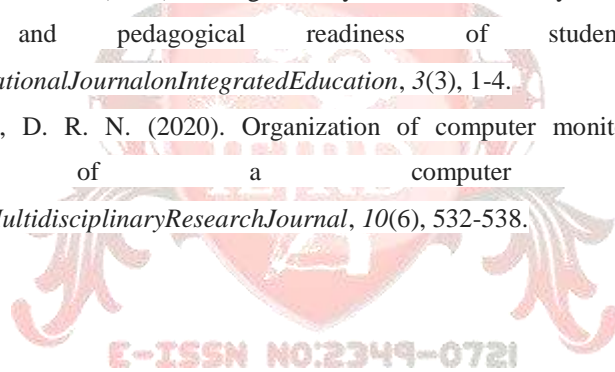 and pedagogical readiness of studen
ationalJournalonIntegratedEducation, 3(3), 1-4.
, D. R. N. (2020). Organization of computer monit
of a computer
MultidisciplinaryResearchJournal, 10(6), 532-538.
E-ISSN NO:2349-0721